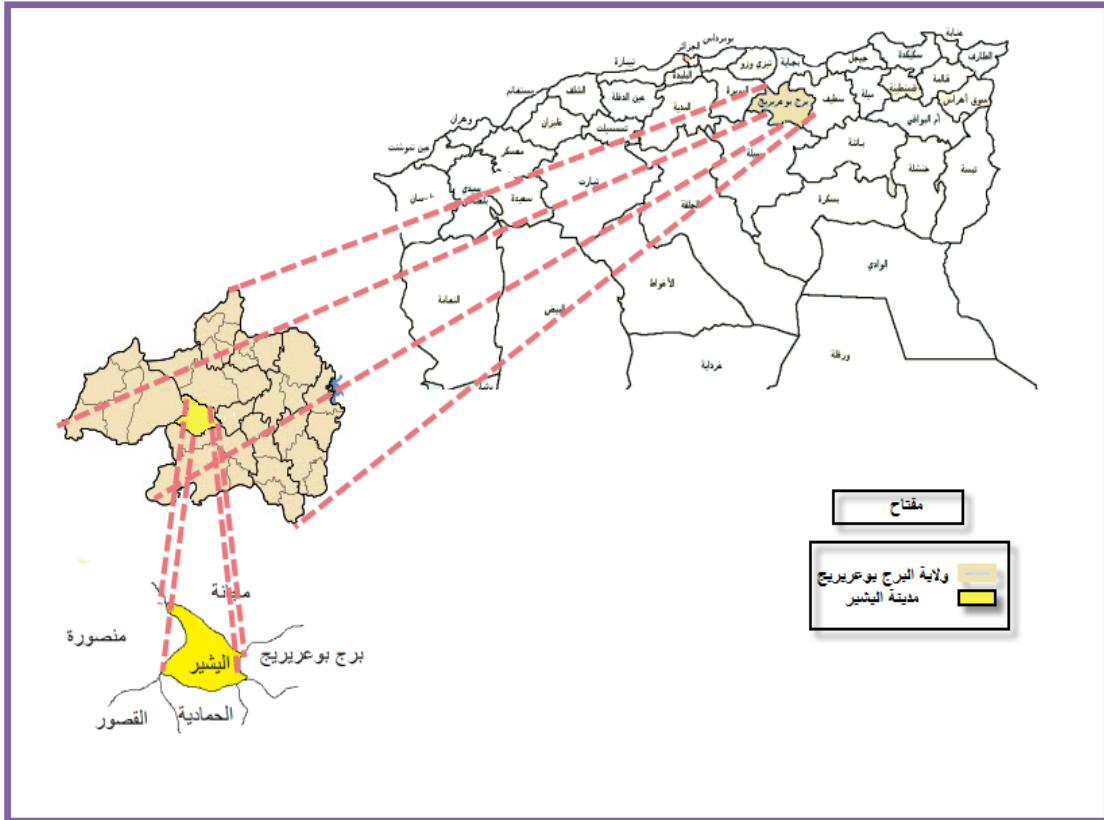 عنابة
الطارف
سكيكدة
جيجل
بجاية
بومرداس
الجزائر
تيزي وزو
تيبازة
البليدة
البويرة
قالمة
قسنطينة
ميلة
سطيف
برج بوعريريج
المدية
عين الدفلة
الشلف
مستغانم
سوق أهراس
أم البواقي
غليزان
تسمسيلت
وهران
معسكر
عين تموشنت
باتنة
خنشلة
تبسة
تيارت
سعيدة
سيدي
بسكرة
الجلفة
الوادي
الأغواط
البيض
النعامة
غرداية
ورقلة
مفتاح
ولاية البرج بوعريريج
مدينة اليشير
مجانة
منصورة
برج بوعريريج
اليشير
الحمادية
القصور